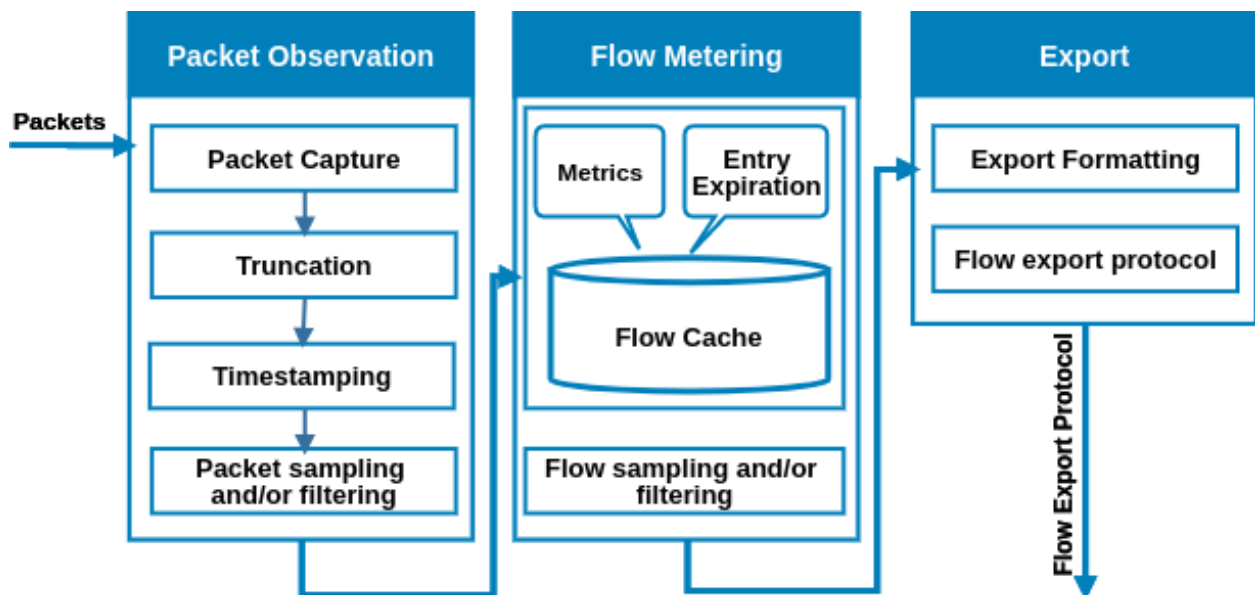 Packet Observation
Flow Metering
Export
Packets
Packet Capture
Truncation
Timestamping
Packet sampling
and/or filtering
Metrics
Entry
Expiration
Flow Cache
Flow sampling and/or
filtering
Export Formatting
Flow export protocol
Flow Export Protocol